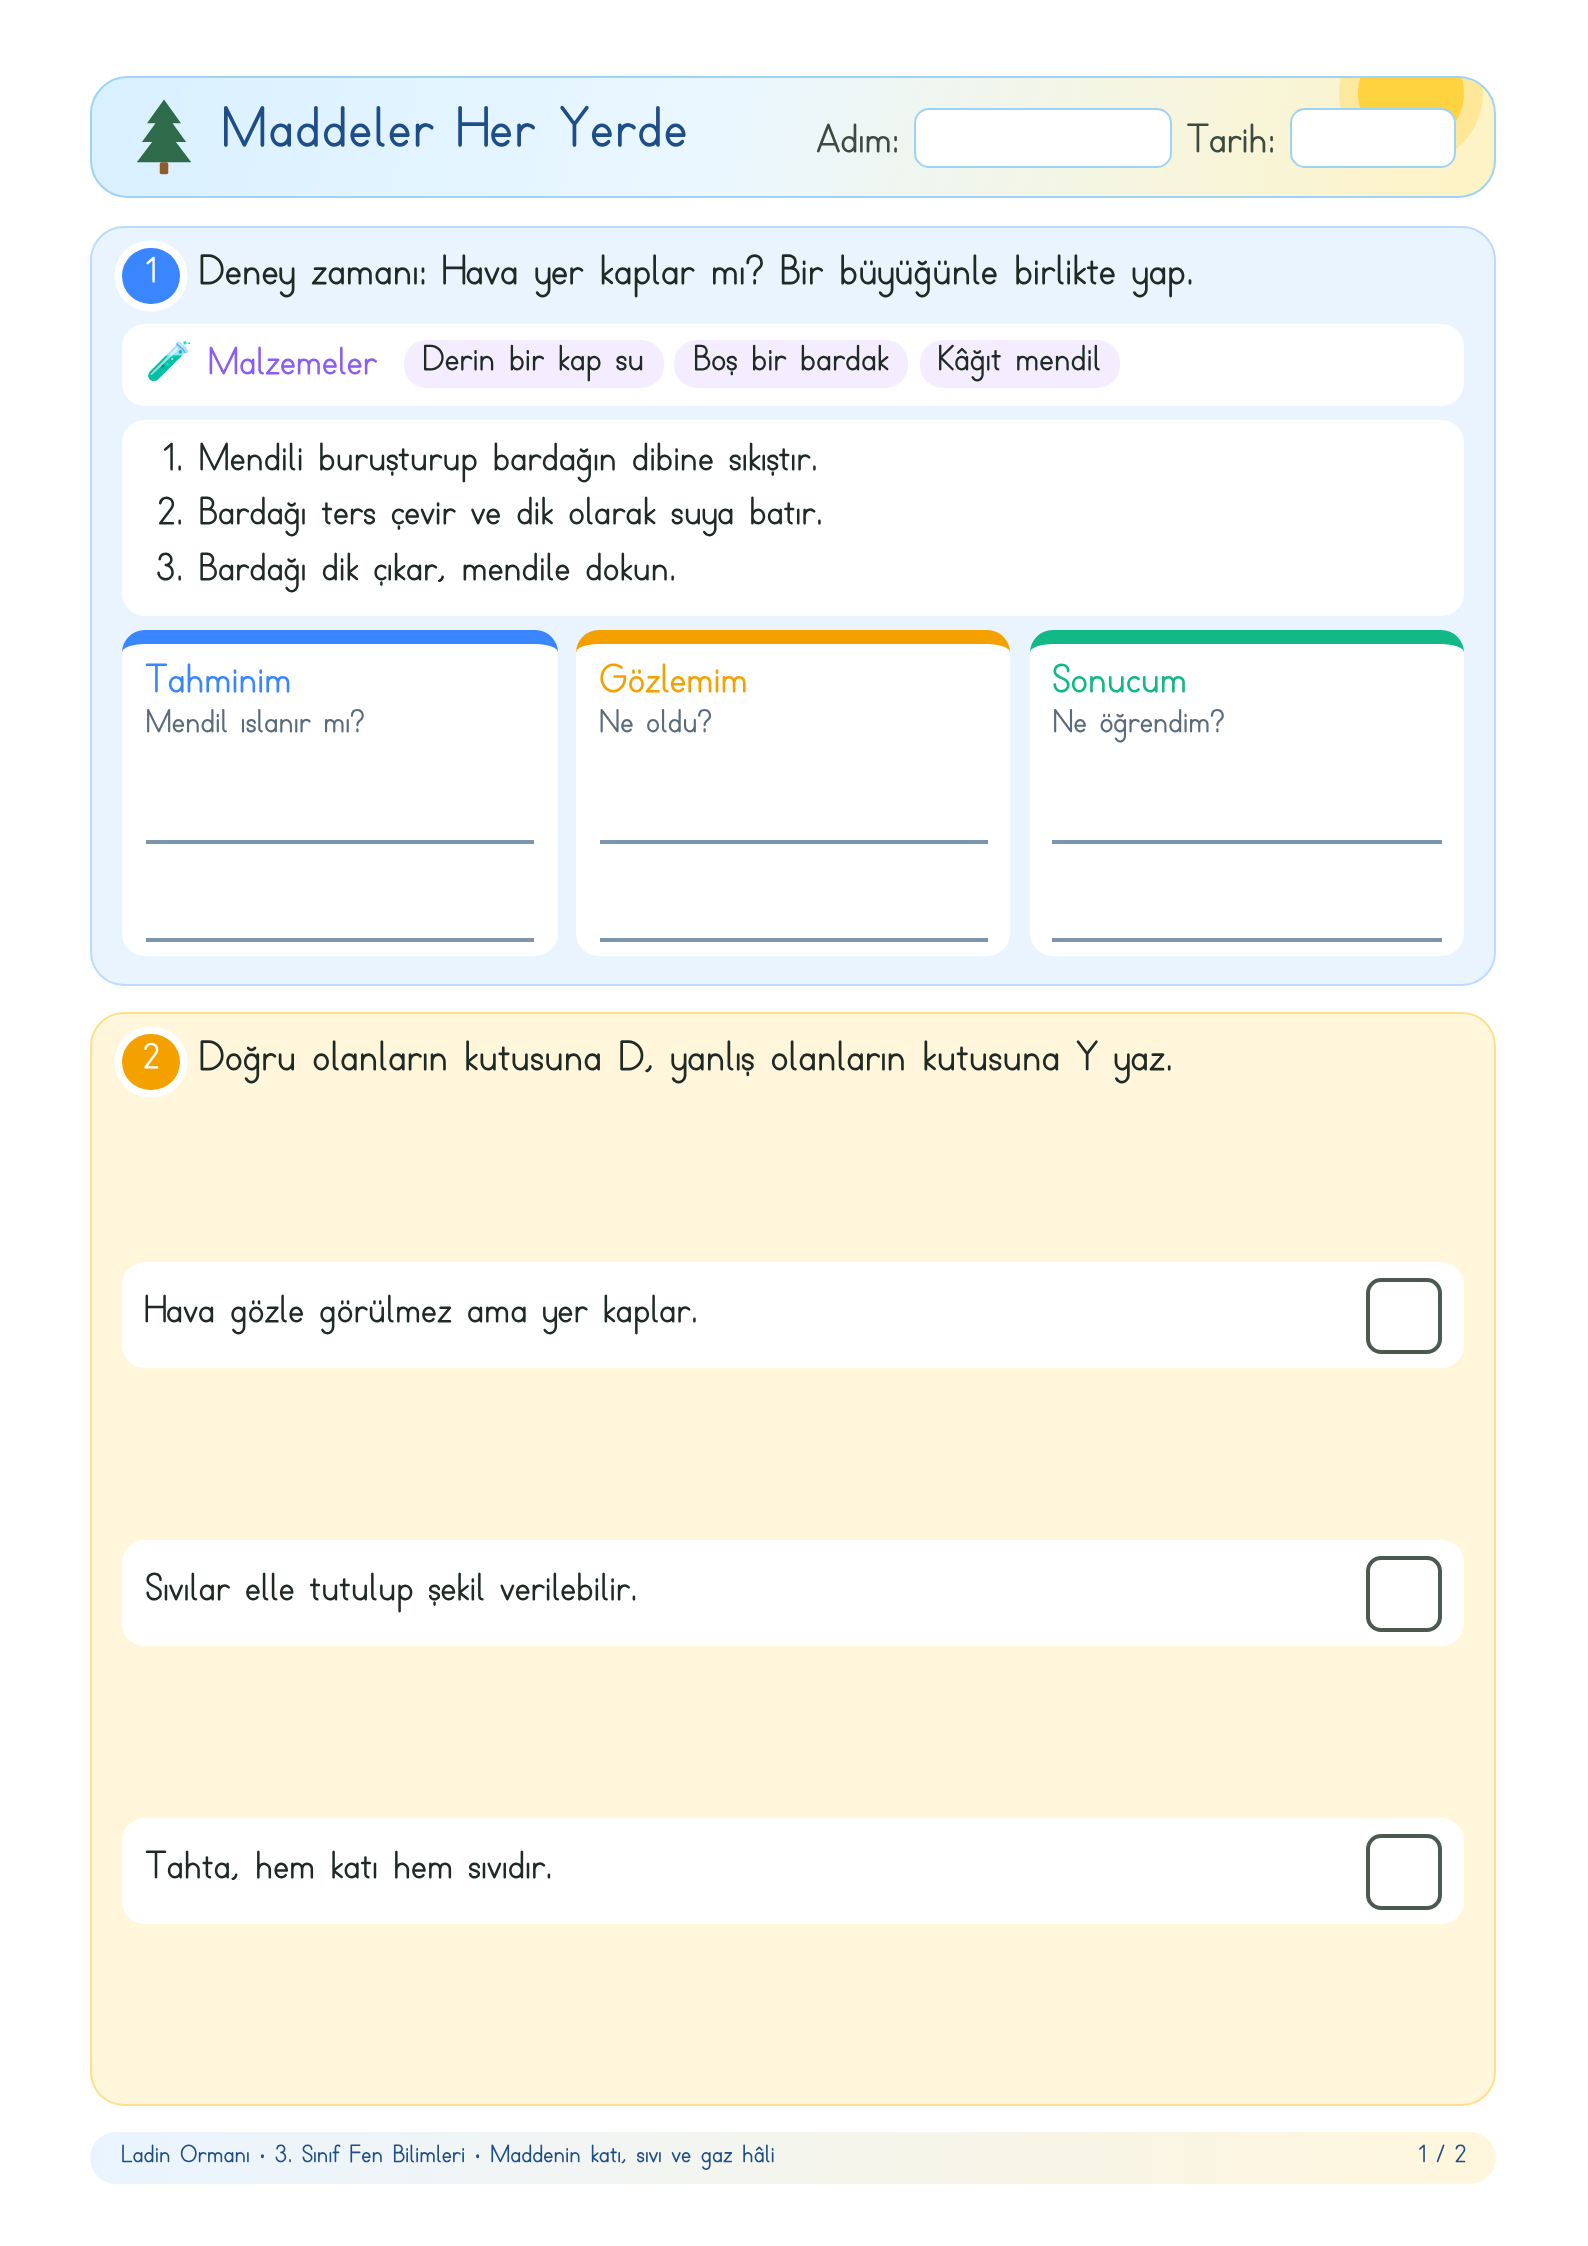 Maddeler Her Yerde
Adım:
Tarih:
1 Deney zamanı: Hava yer kaplar mı? Bir büyüğünle birlikte yap.
Malzemeler
Derin bir kap su
Boş bir bardak
Kâğıt mendil
1. Mendili buruşturup bardağın dibine sıkıştır.
2. Bardağı ters çevir ve dik olarak suya batır.
3. Bardağı dik çıkar, mendile dokun.
Tahminim
Mendil ıslanır mı?
Gözlemim
Ne oldu?
Sonucum
Ne öğrendim?
2 Doğru olanların kutusuna D, yanlış olanların kutusuna Y yaz.
Hava gözle görülmez ama yer kaplar.
Sıvılar elle tutulup şekil verilebilir.
Tahta, hem katı hem sıvıdır.
Ladin Ormanı • 3. Sınıf Fen Bilimleri • Maddenin katı, sıvı ve gaz hâli
1 / 2